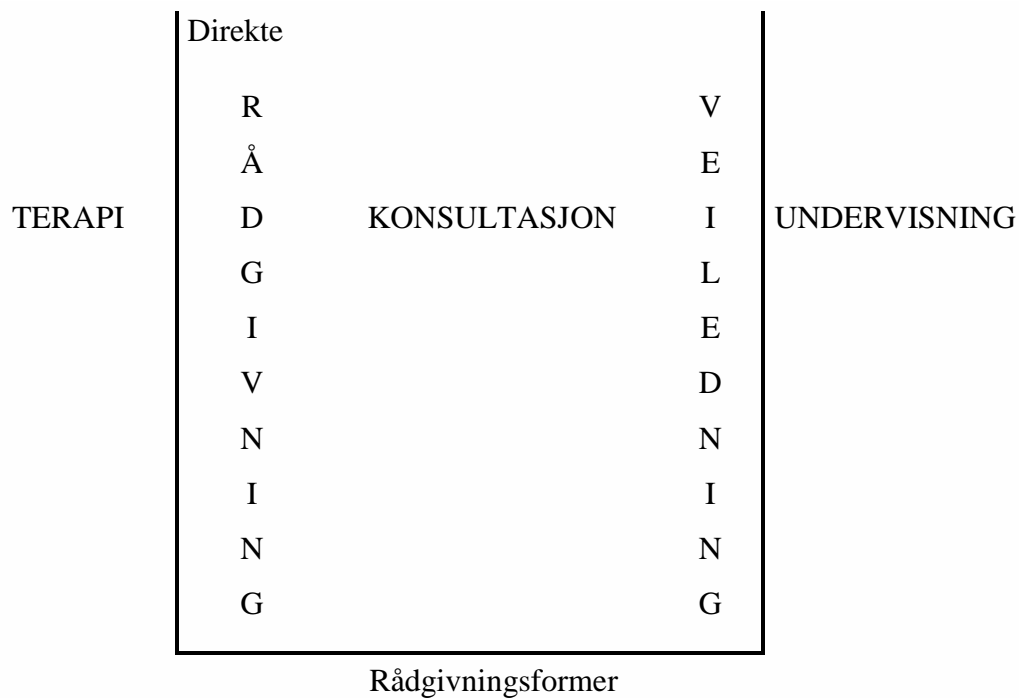 Direkte
R V
Å E
TERAPI D KONSULTASJON I UNDERVISNING
G L
I E
V D
N N
I I
N N
G G
Rådgivningsformer